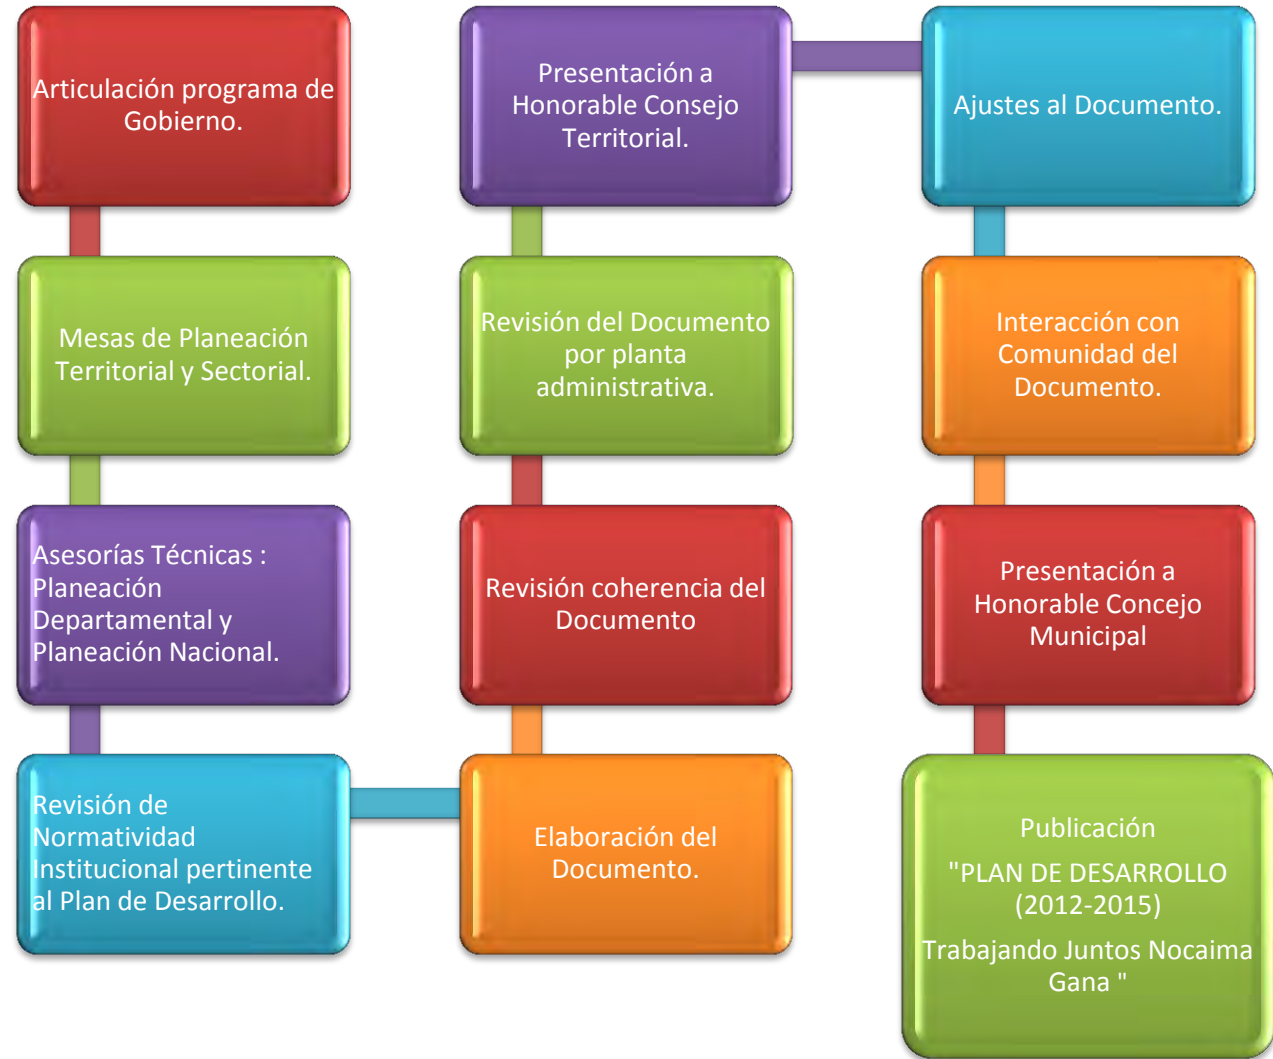 Articulación programa de
Gobierno.
Mesas de Planeación
Territorial y Sectorial.
Asesorías Técnicas :
Planeación
Departamental y
Planeación Nacional.
Revisión de
Normatividad
Institucional pertinente
al Plan de Desarrollo.
Elaboración del
Documento.
Revisión coherencia del
Documento
Revisión del Documento
por planta
administrativa.
Presentación a
Honorable Consejo
Territorial.
Ajustes al Documento.
Interacción con
Comunidad del
Documento.
Presentación a
Honorable Concejo
Municipal
Publicación
"PLAN DE DESARROLLO
(2012-2015)
Trabajando Juntos Nocaima
Gana "